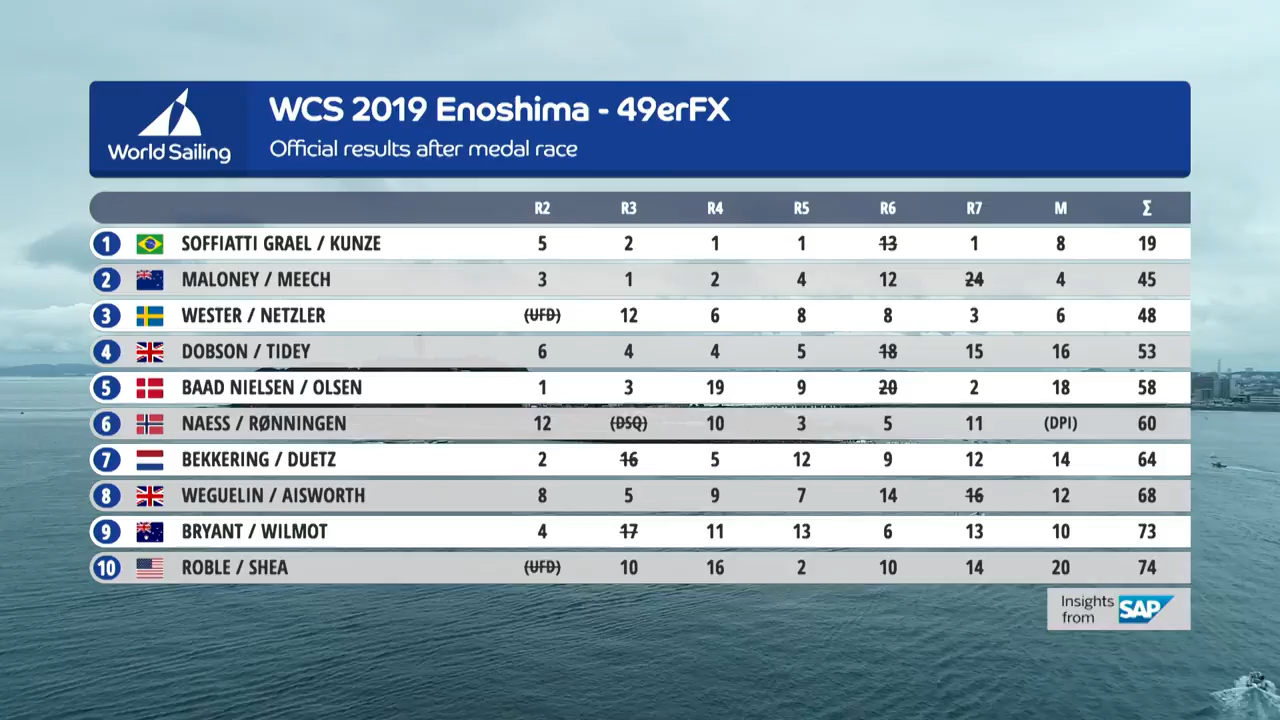 WCS 2019 Enoshima - 49erFX
World Sailing
Official results after medal race
R2 R3 R4 R5 R6 R7 M Σ
1 SOFFIATTI GRAEL / KUNZE 5 2 1 1 13 1 8 19
2 MALONEY / MEECH 3 1 2 4 12 24 4 45
3 WESTER / NETZLER (UFD) 12 6 8 8 3 6 48
4 DOBSON / TIDEY 6 4 4 5 18 15 16 53
5 BAAD NIELSEN / OLSEN 1 3 19 9 20 2 18 58
6 NAESS / RØNNINGEN 12 (DSQ) 10 3 5 11 (DPI) 60
7 BEKKERING / DUETZ 2 16 5 12 9 12 14 64
8 WEGUELIN / AISWORTH 8 5 9 7 14 16 12 68
9 BRYANT / WILMOT 4 17 11 13 6 13 10 73
10 ROBLE / SHEA (UFD) 10 16 2 10 14 20 74
Insights from SAP